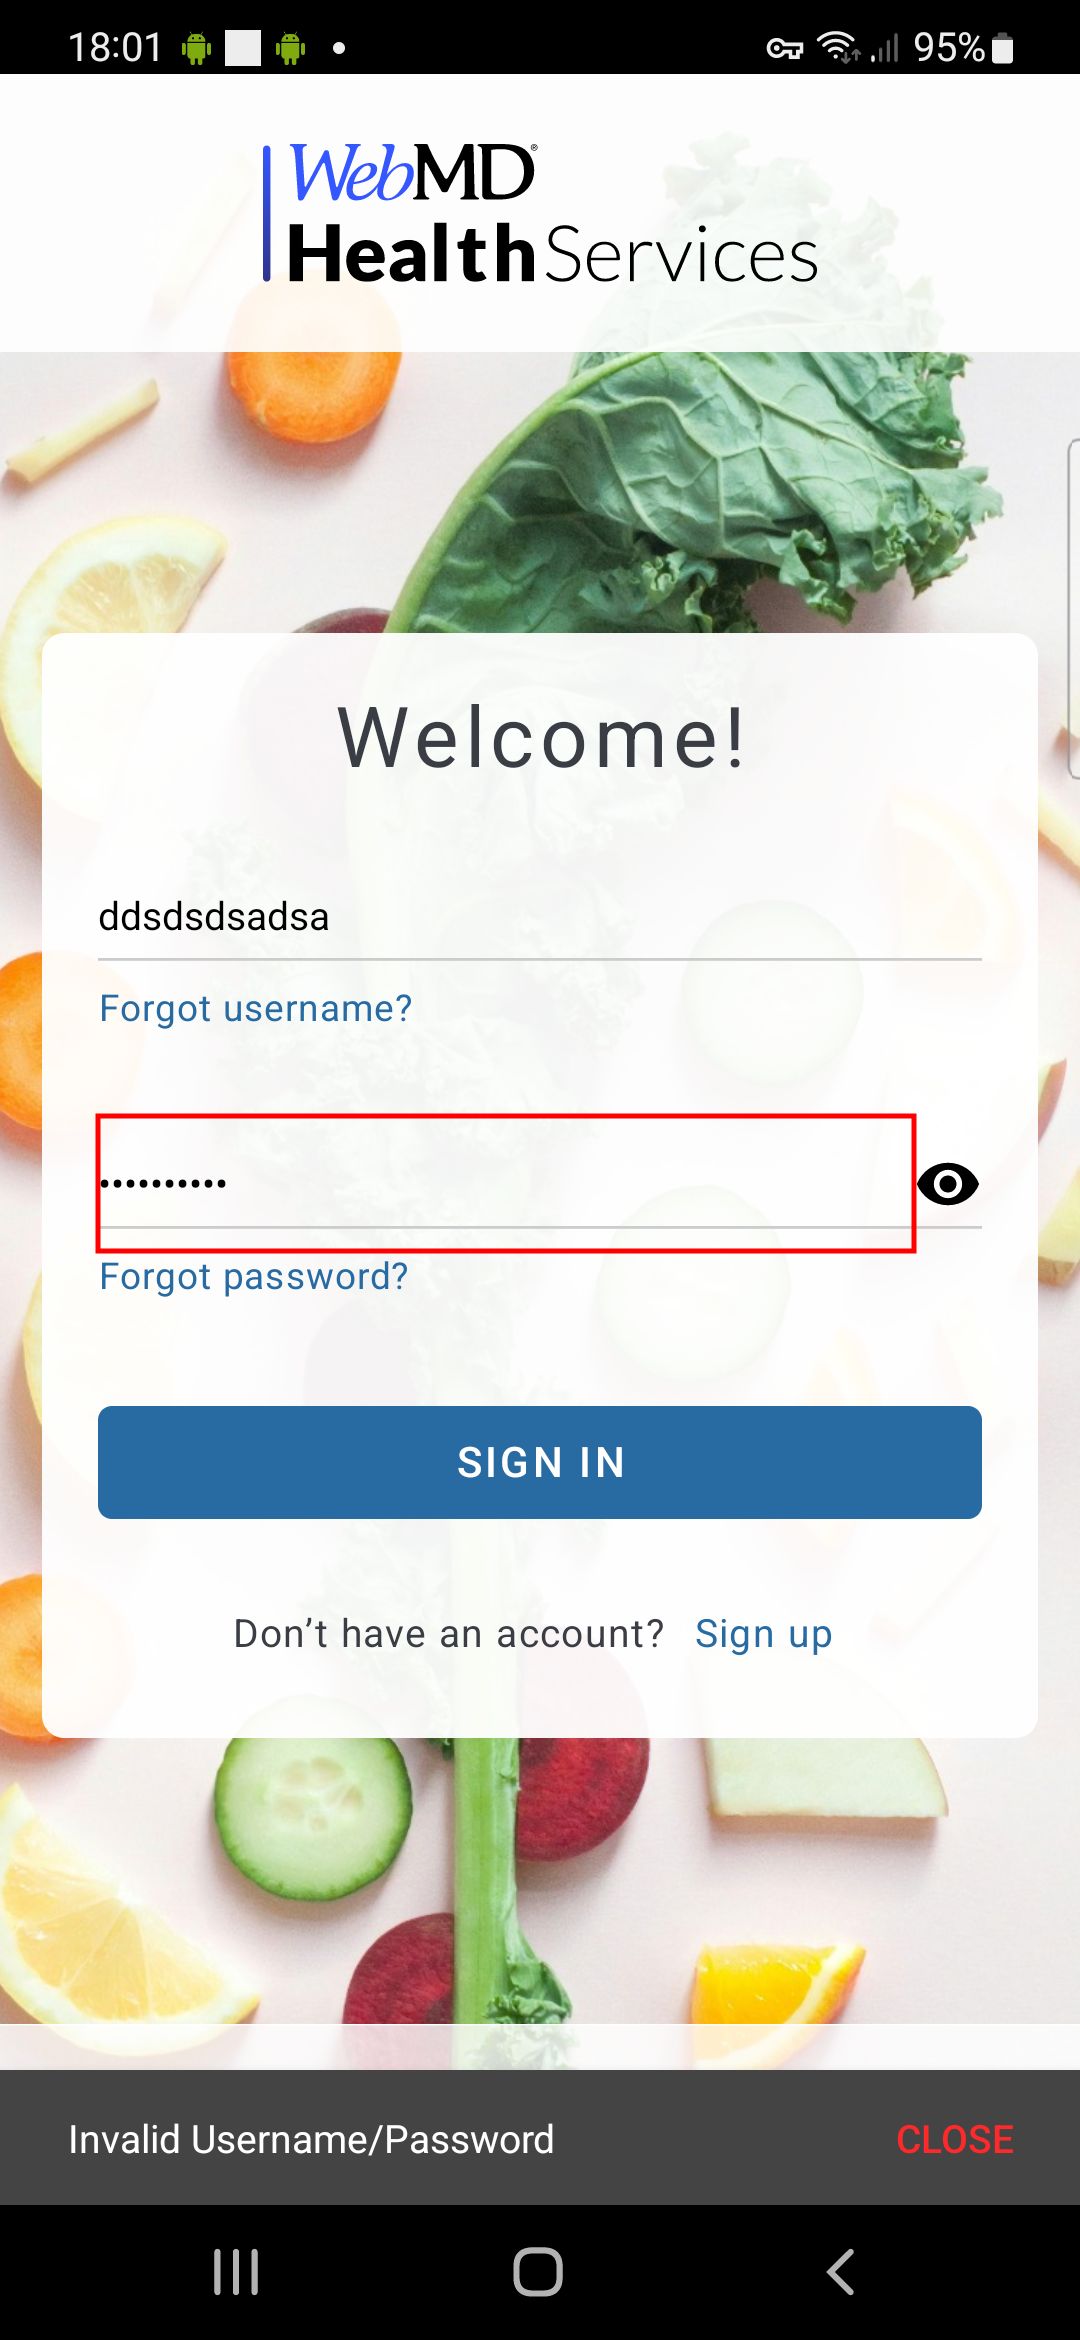 18:01 95%
WebMD®
HealthServices
Welcome!
ddsdsdsadsa
Forgot username?
••••••••••
Forgot password?
SIGN IN
Don’t have an account? Sign up
Invalid Username/Password CLOSE